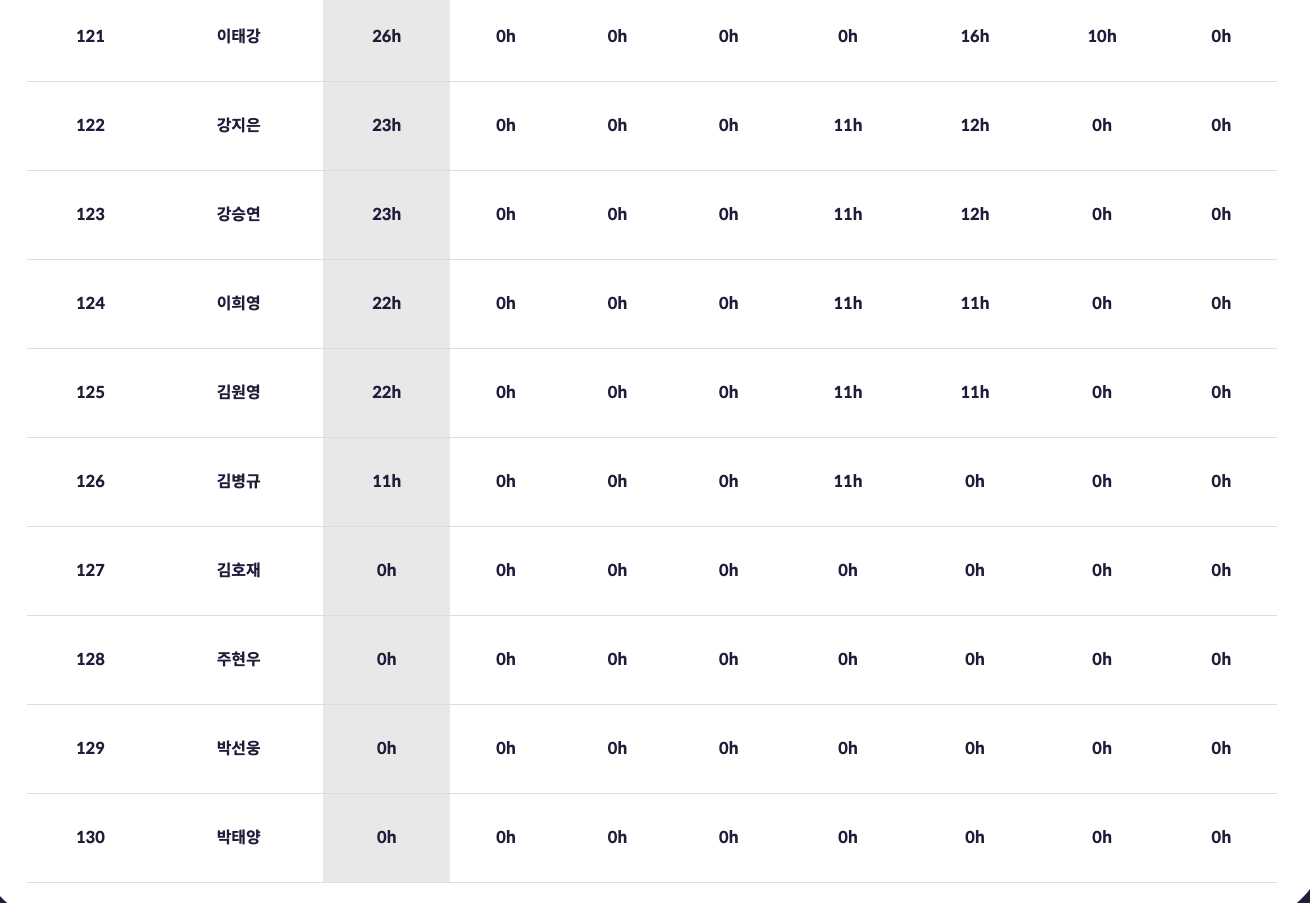 121 이태강 26h 0h 0h 0h 0h 16h 10h 0h
122 강지은 23h 0h 0h 0h 11h 12h 0h 0h
123 강승연 23h 0h 0h 0h 11h 12h 0h 0h
124 이희영 22h 0h 0h 0h 11h 11h 0h 0h
125 김원영 22h 0h 0h 0h 11h 11h 0h 0h
126 김병규 11h 0h 0h 0h 11h 0h 0h 0h
127 김호재 0h 0h 0h 0h 0h 0h 0h 0h
128 주현우 0h 0h 0h 0h 0h 0h 0h 0h
129 박선웅 0h 0h 0h 0h 0h 0h 0h 0h
130 박태양 0h 0h 0h 0h 0h 0h 0h 0h